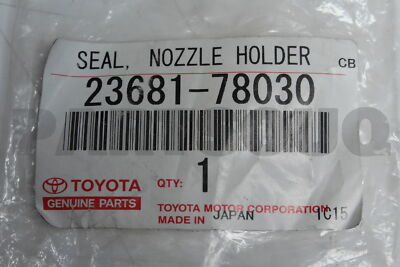 SEAL, NOZZLE HOLDER CB
23681-78030
TOYOTA
GENUINE PARTS
QTY: 1
TOYOTA MOTOR CORPORATION
MADE IN JAPAN 1C15